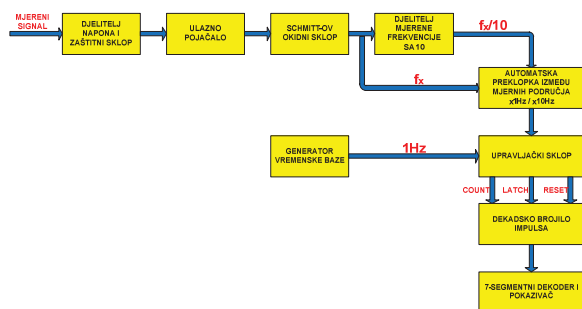 MJERENI
SIGNAL
DJELITELJ
NAPONA I
ZAŠTITNI SKLOP
ULAZNO
POJAČALO
SCHMITT-OV
OKIDNI SKLOP
DJELITELJ
MJERENE
FREKVENCIJE
SA 10
fx/10
fx
AUTOMATSKA
PREKLOPKA IZMEĐU
MJERNIH PODRUČJA
x1Hz / x10Hz
GENERATOR
VREMENSKE BAZE
1Hz
UPRAVLJAČKI SKLOP
COUNT LATCH RESET
DEKADSKO BROJILO
IMPULSA
7-SEGMENTNI DEKODER I
POKAZIVAČ